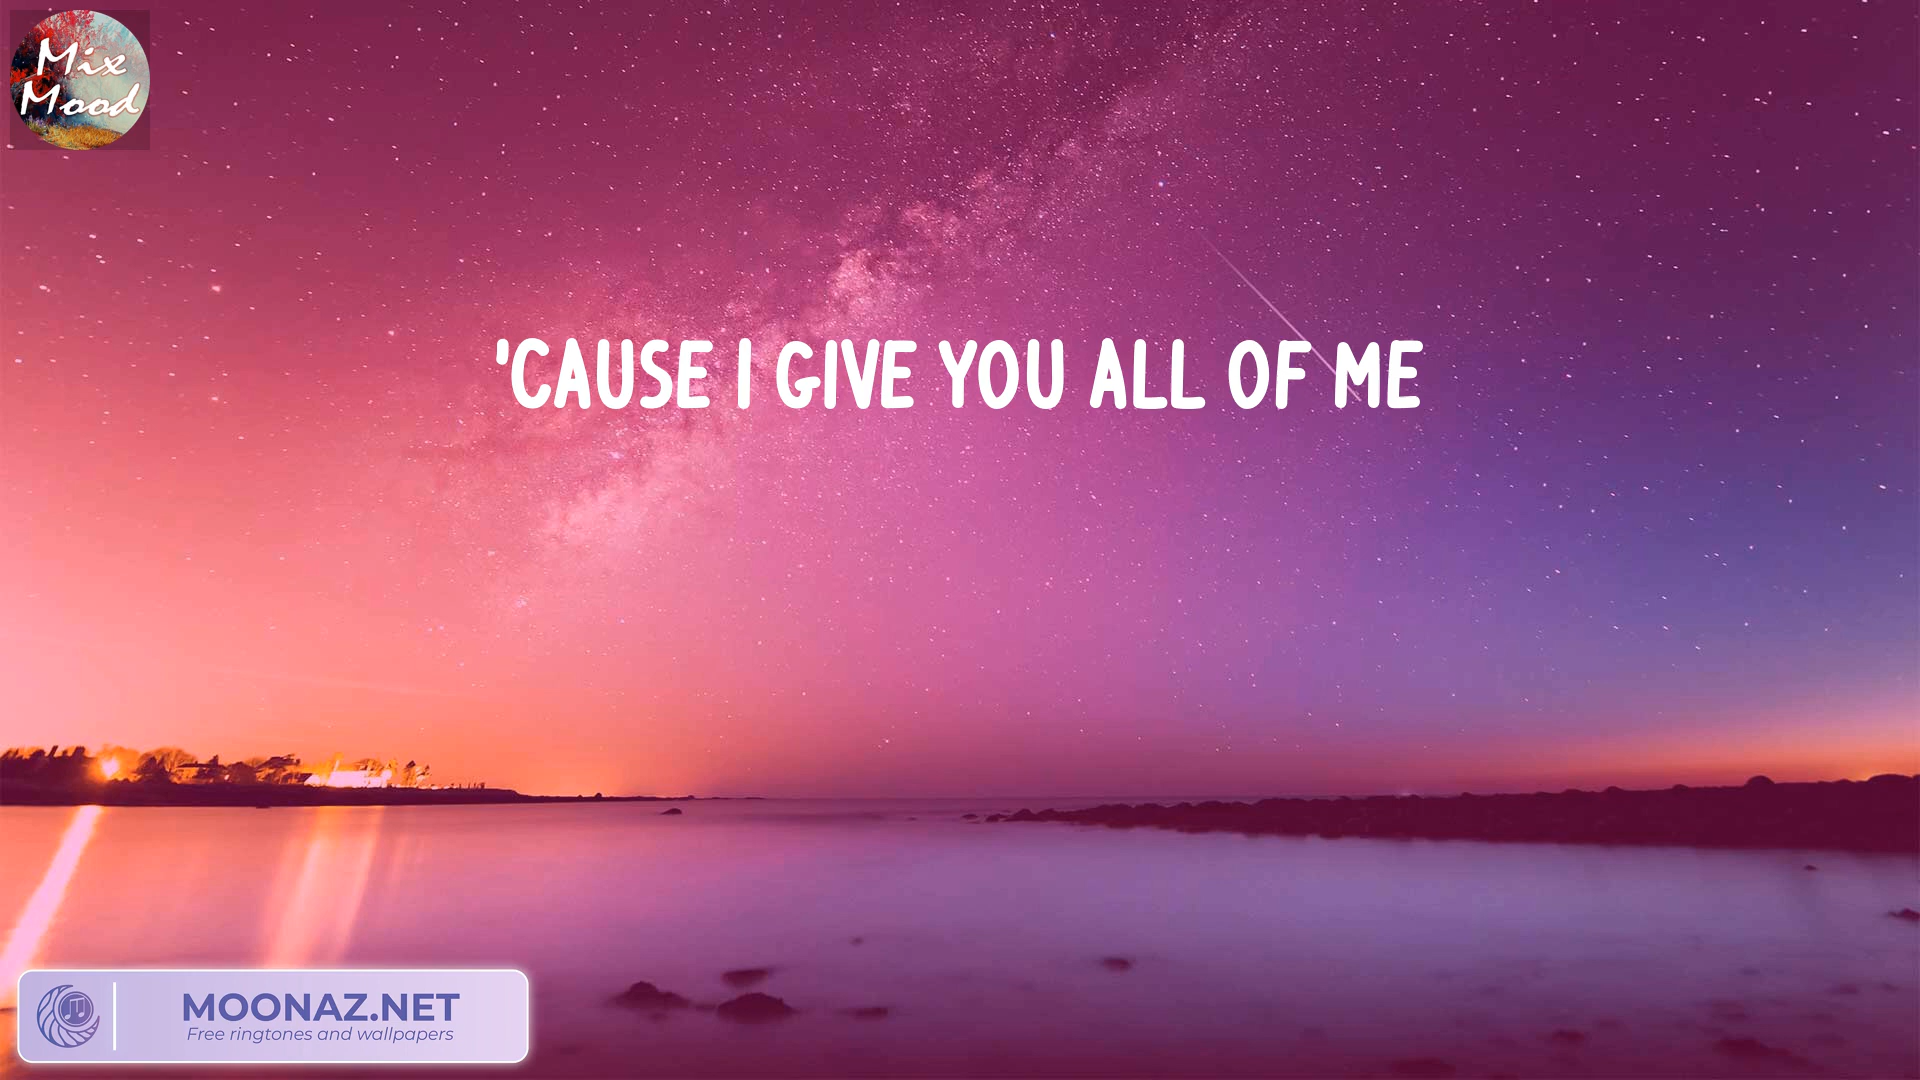 Mix
Mood
'CAUSE I GIVE YOU ALL OF ME
MOONAZ.NET
Free ringtones and wallpapers